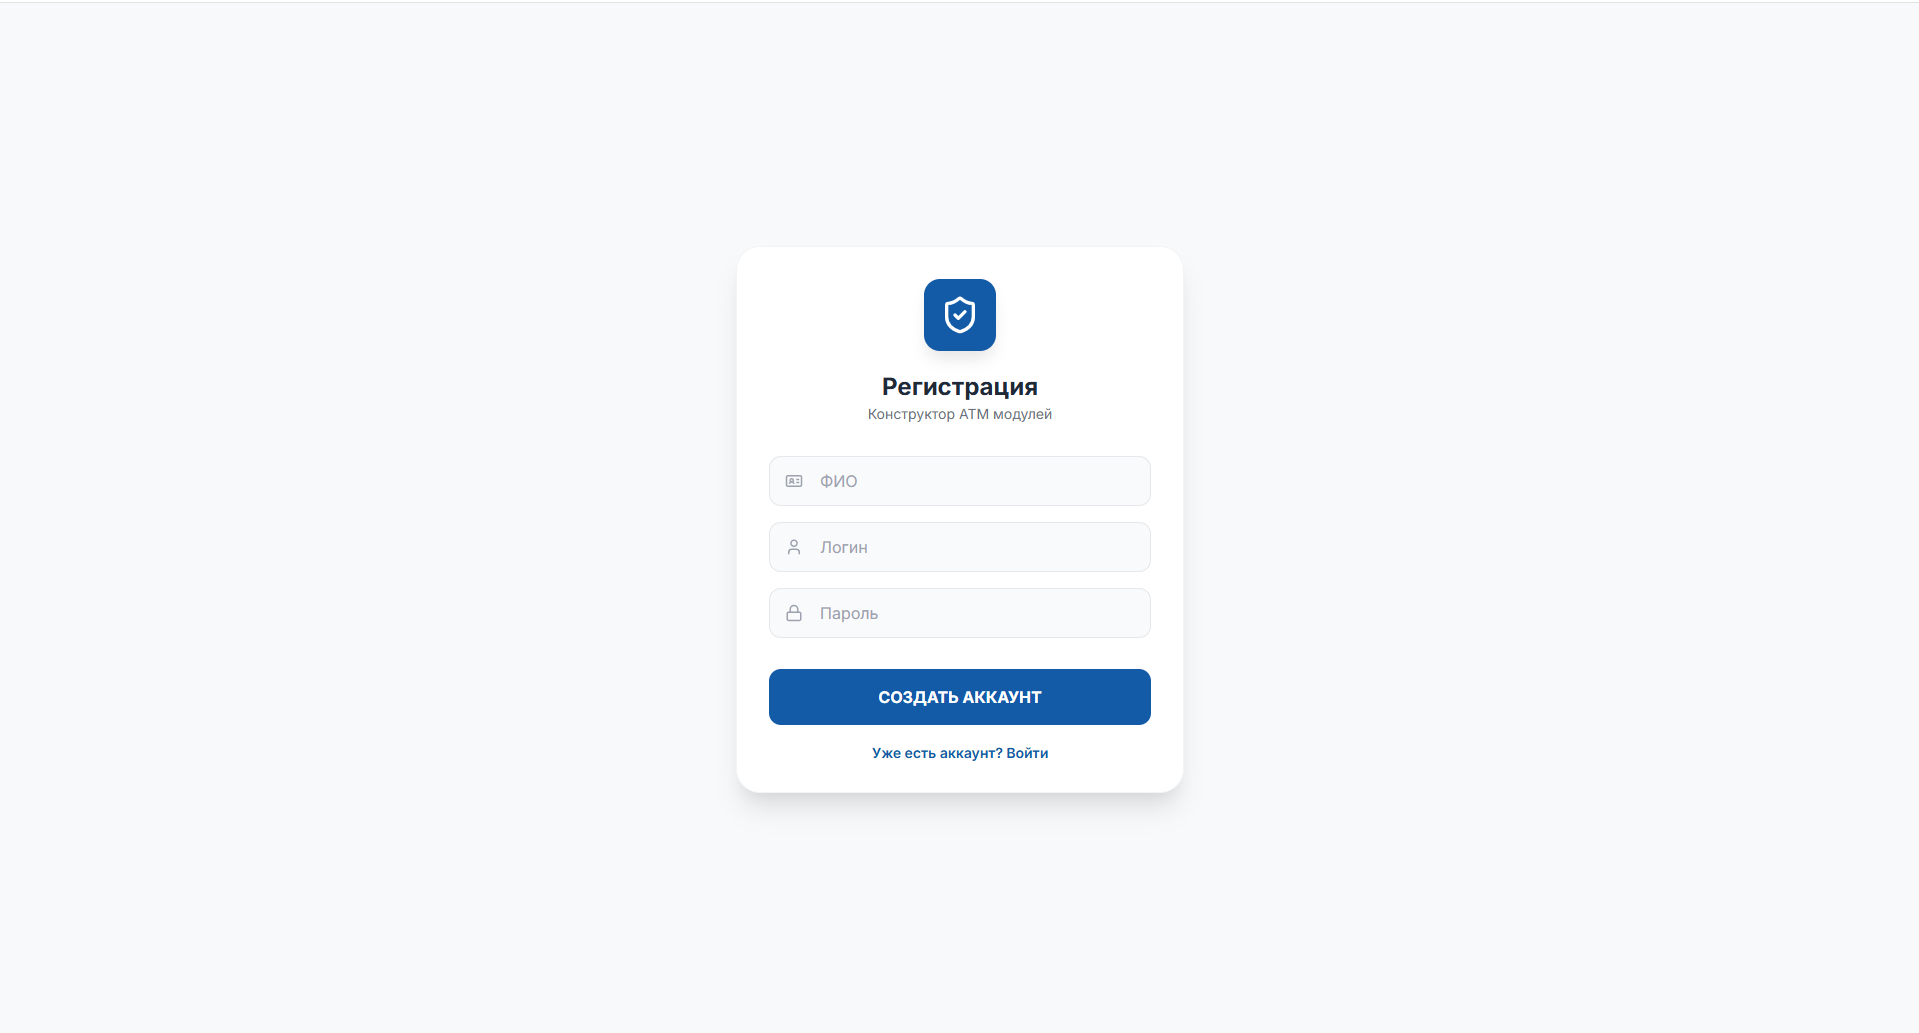 Регистрация
Конструктор АТМ модулей
ФИО
Логин
Пароль
СОЗДАТЬ АККАУНТ
Уже есть аккаунт? Войти